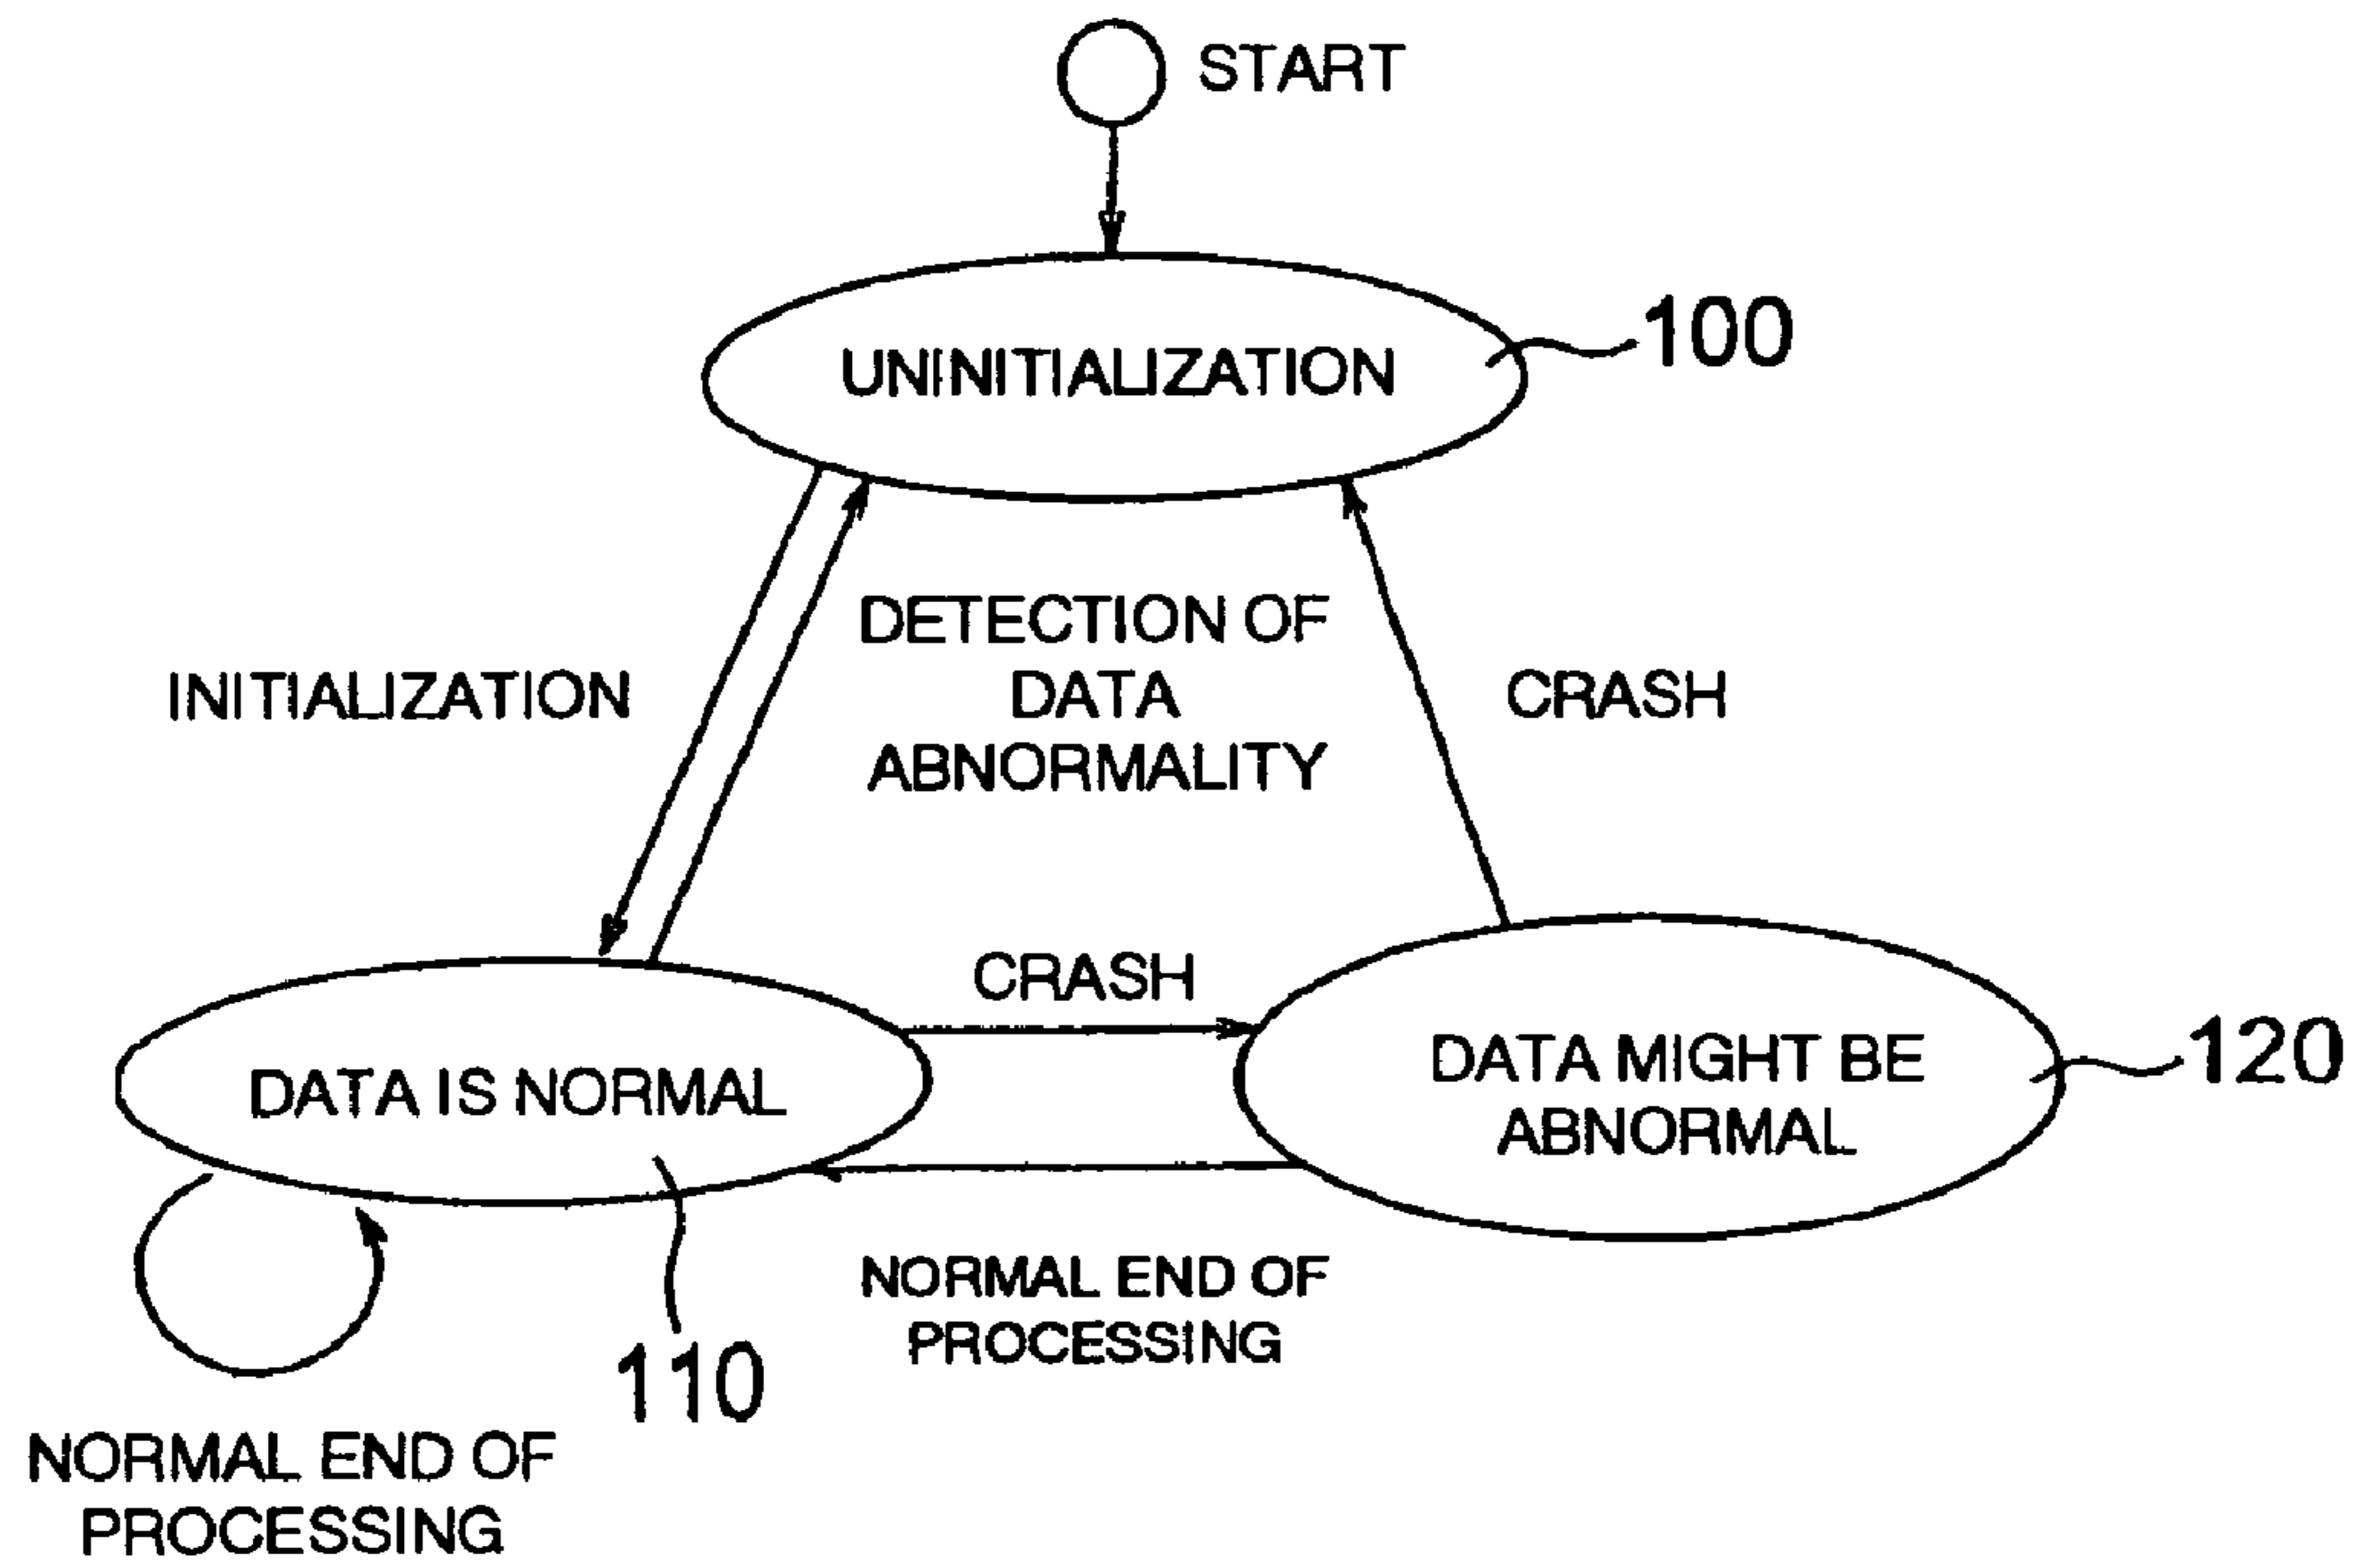 START
100
UNINITIALIZATION
DETECTION OF
DATA
ABNORMALITY
INITIALIZATION
CRASH
CRASH
DATA IS NORMAL
DATA MIGHT BE
ABNORMAL
120
NORMAL END OF
PROCESSING
110
NORMAL END OF
PROCESSING